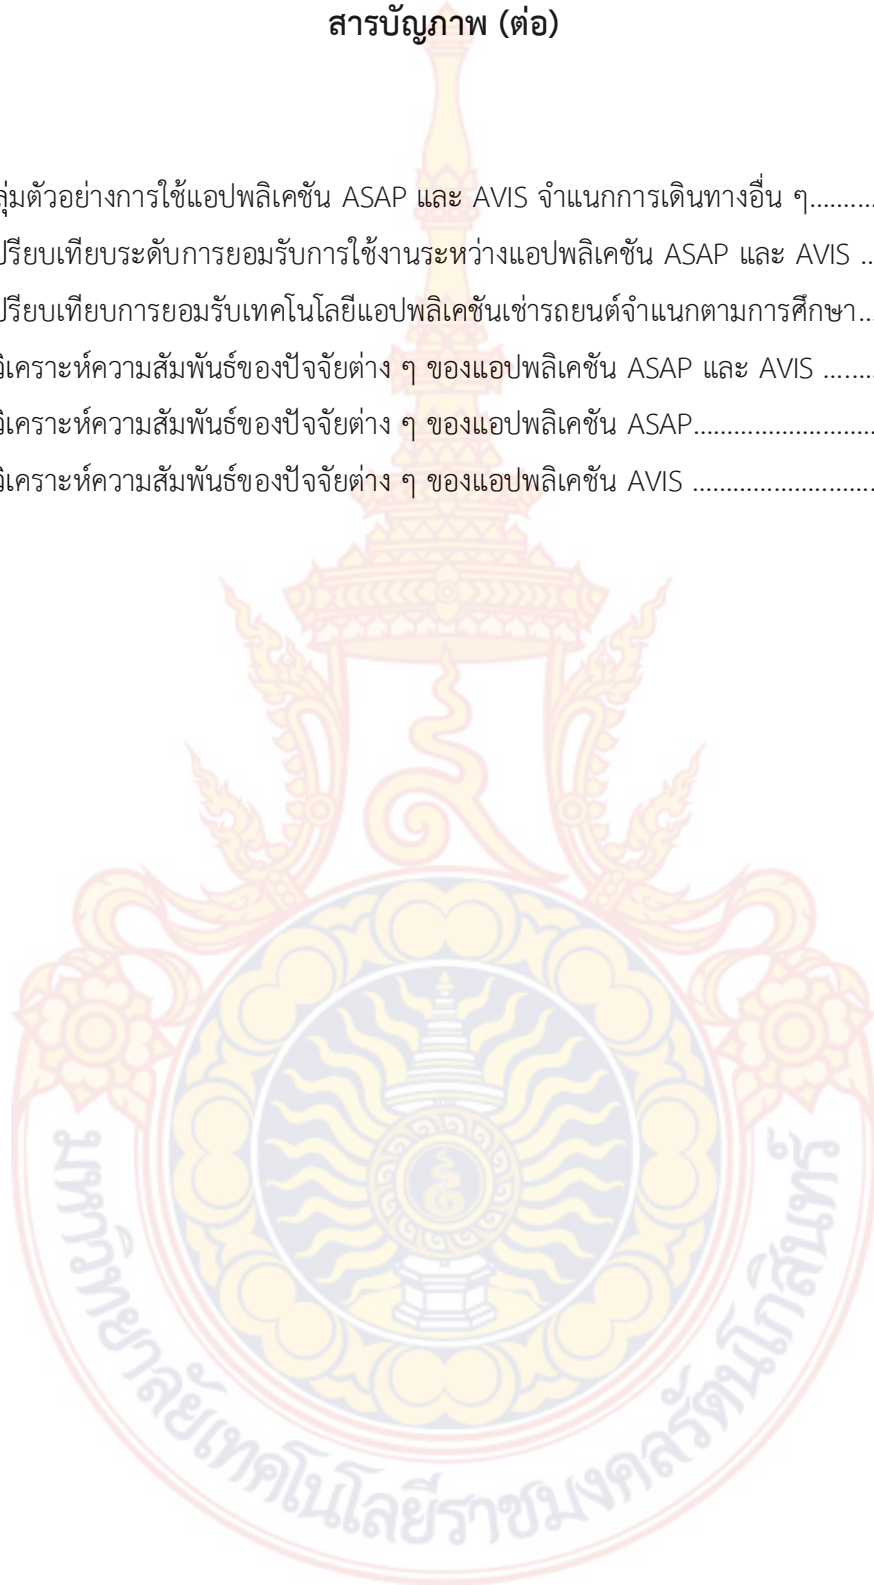 สารบัญภาพ (ต่อ)
ลุ่มตัวอย่างการใช้แอปพลิเคชัน ASAP และ AVIS จำแนกการเดินทางอื่น ๆ..........
ปรียบเทียบระดับการยอมรับการใช้งานระหว่างแอปพลิเคชัน ASAP และ AVIS ..
ปรียบเทียบการยอมรับเทคโนโลยีแอปพลิเคชันเช่ารถยนต์จำแนกตามการศึกษา...
วิเคราะห์ความสัมพันธ์ของปัจจัยต่าง ๆ ของแอปพลิเคชัน ASAP และ AVIS ........
วิเคราะห์ความสัมพันธ์ของปัจจัยต่าง ๆ ของแอปพลิเคชัน ASAP...........................
วิเคราะห์ความสัมพันธ์ของปัจจัยต่าง ๆ ของแอปพลิเคชัน AVIS ...........................
มหาวิทยาลัยเทคโนโลยีราชมงคลรัตนโกสินทร์